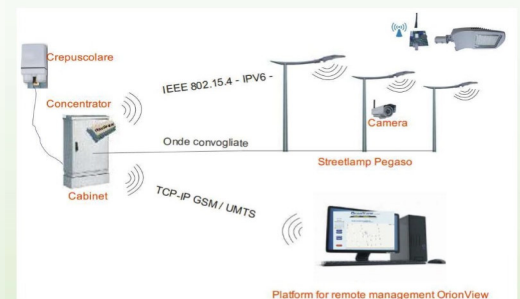 Crepuscolare
Concentrator
IEEE 802.15.4 - IPV6 -
Camera
Onde convogliate
Streetlamp Pegaso
Cabinet
TCP-IP GSM / UMTS
Platform for remote management OrionView